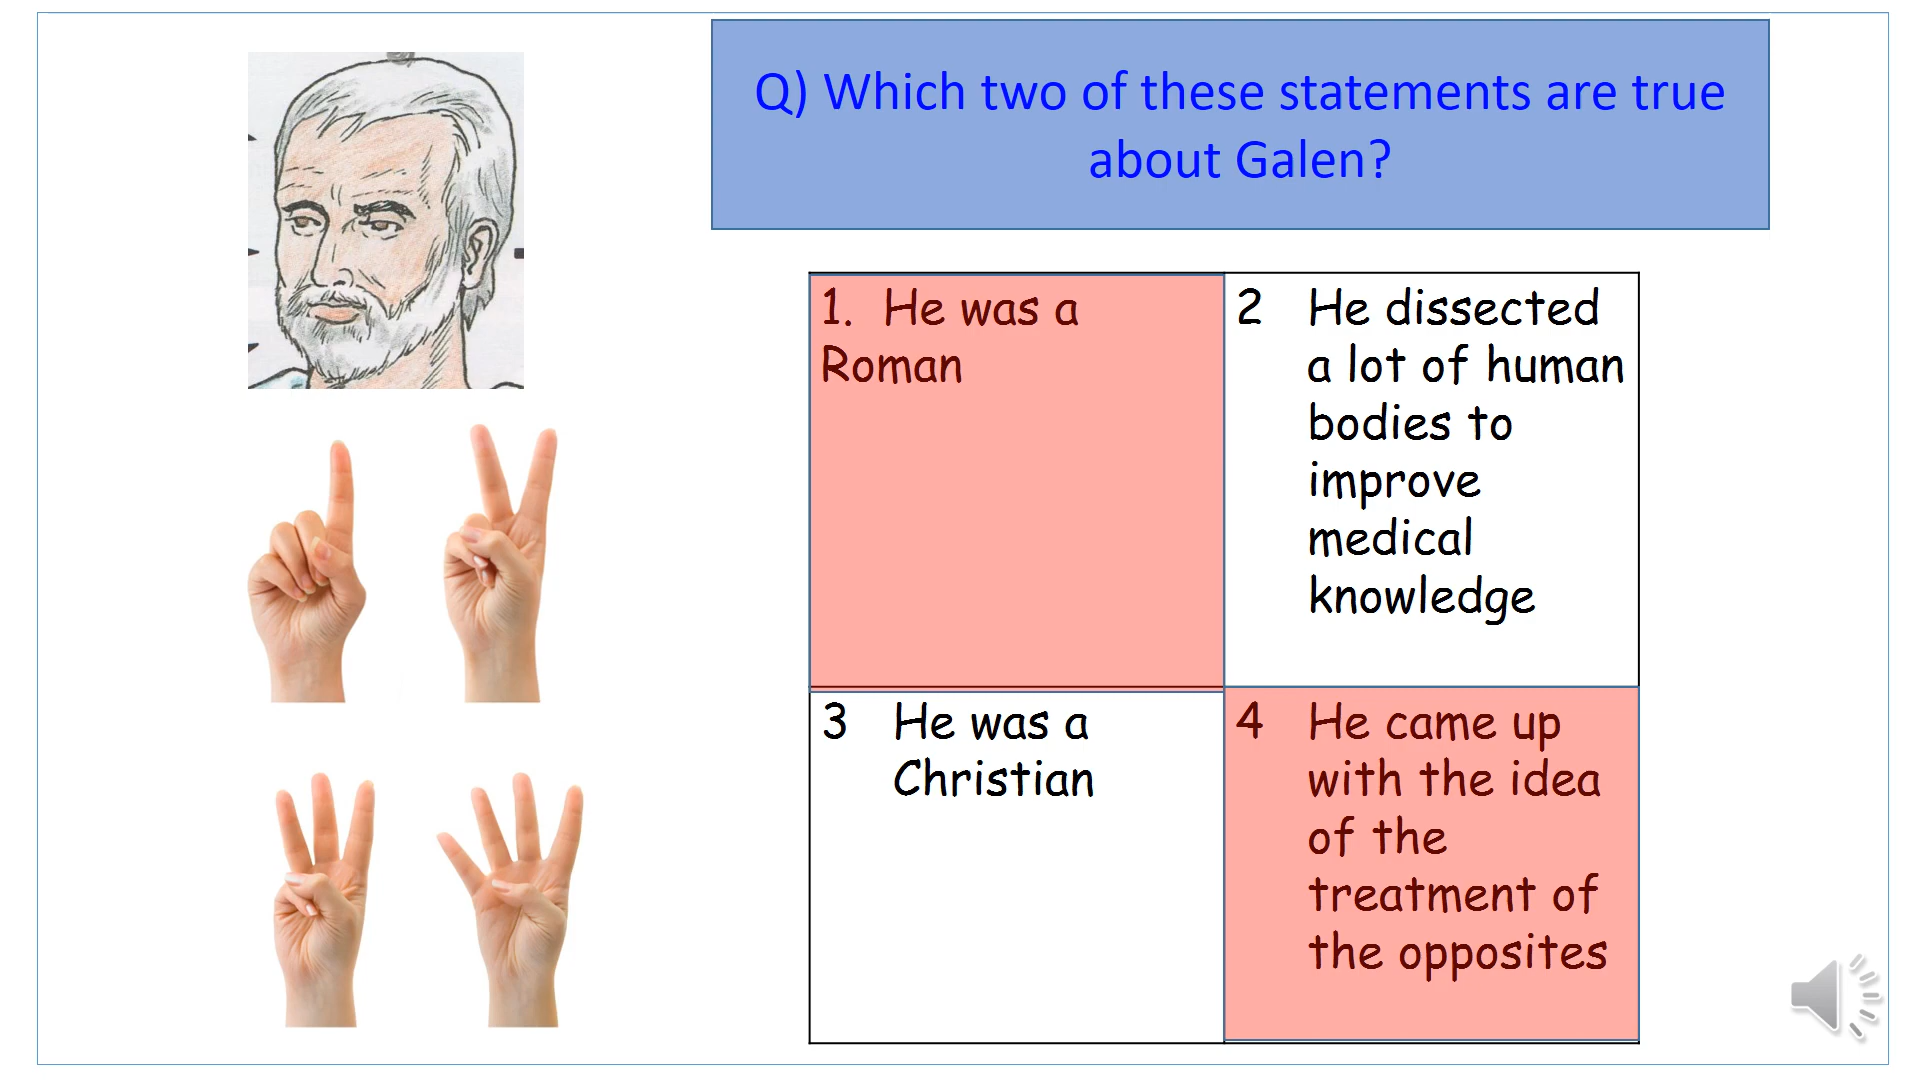 Q) Which two of these statements are true
about Galen?
1. He was a
Roman
2 He dissected
a lot of human
bodies to
improve
medical
knowledge
3 He was a
Christian
4 He came up
with the idea
of the
treatment of
the opposites